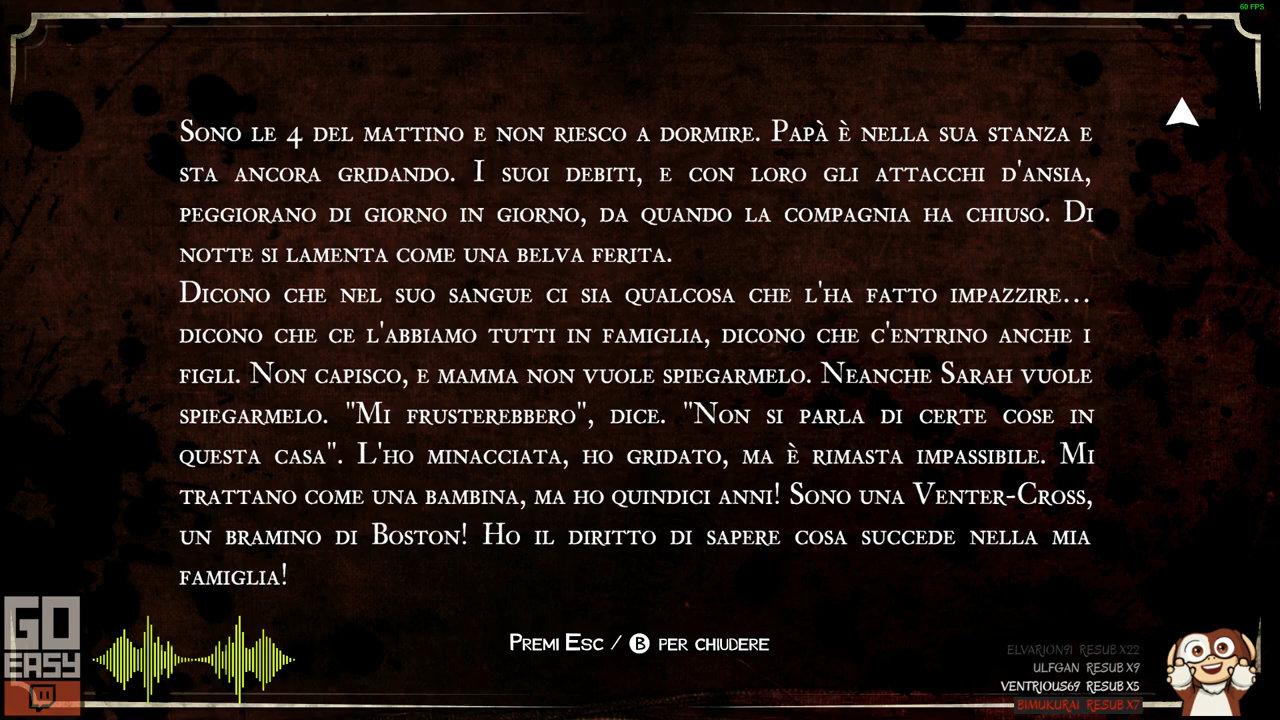 60 FPS
Sono le 4 del mattino e non riesco a dormire. Papà è nella sua stanza e
sta ancora gridando. I suoi debiti, e con loro gli attacchi d'ansia,
peggiorano di giorno in giorno, da quando la compagnia ha chiuso. Di
notte si lamenta come una belva ferita.
Dicono che nel suo sangue ci sia qualcosa che l'ha fatto impazzire...
dicono che ce l'abbiamo tutti in famiglia, dicono che c'entrino anche i
figli. Non capisco, e mamma non vuole spiegarmelo. Neanche Sarah vuole
spiegarmelo. "Mi frusterebbero", dice. "Non si parla di certe cose in
questa casa". L'ho minacciata, ho gridato, ma è rimasta impassibile. Mi
trattano come una bambina, ma ho quindici anni! Sono una Venter-Cross,
un bramino di Boston! Ho il diritto di sapere cosa succede nella mia
famiglia!
GO
EASY
Premi Esc / B per chiudere
ELVARION91 RESUB X22
ULFGAN RESUB X9
VENTRIOUS69 RESUB X5
BIMUKURAI RESUB X7